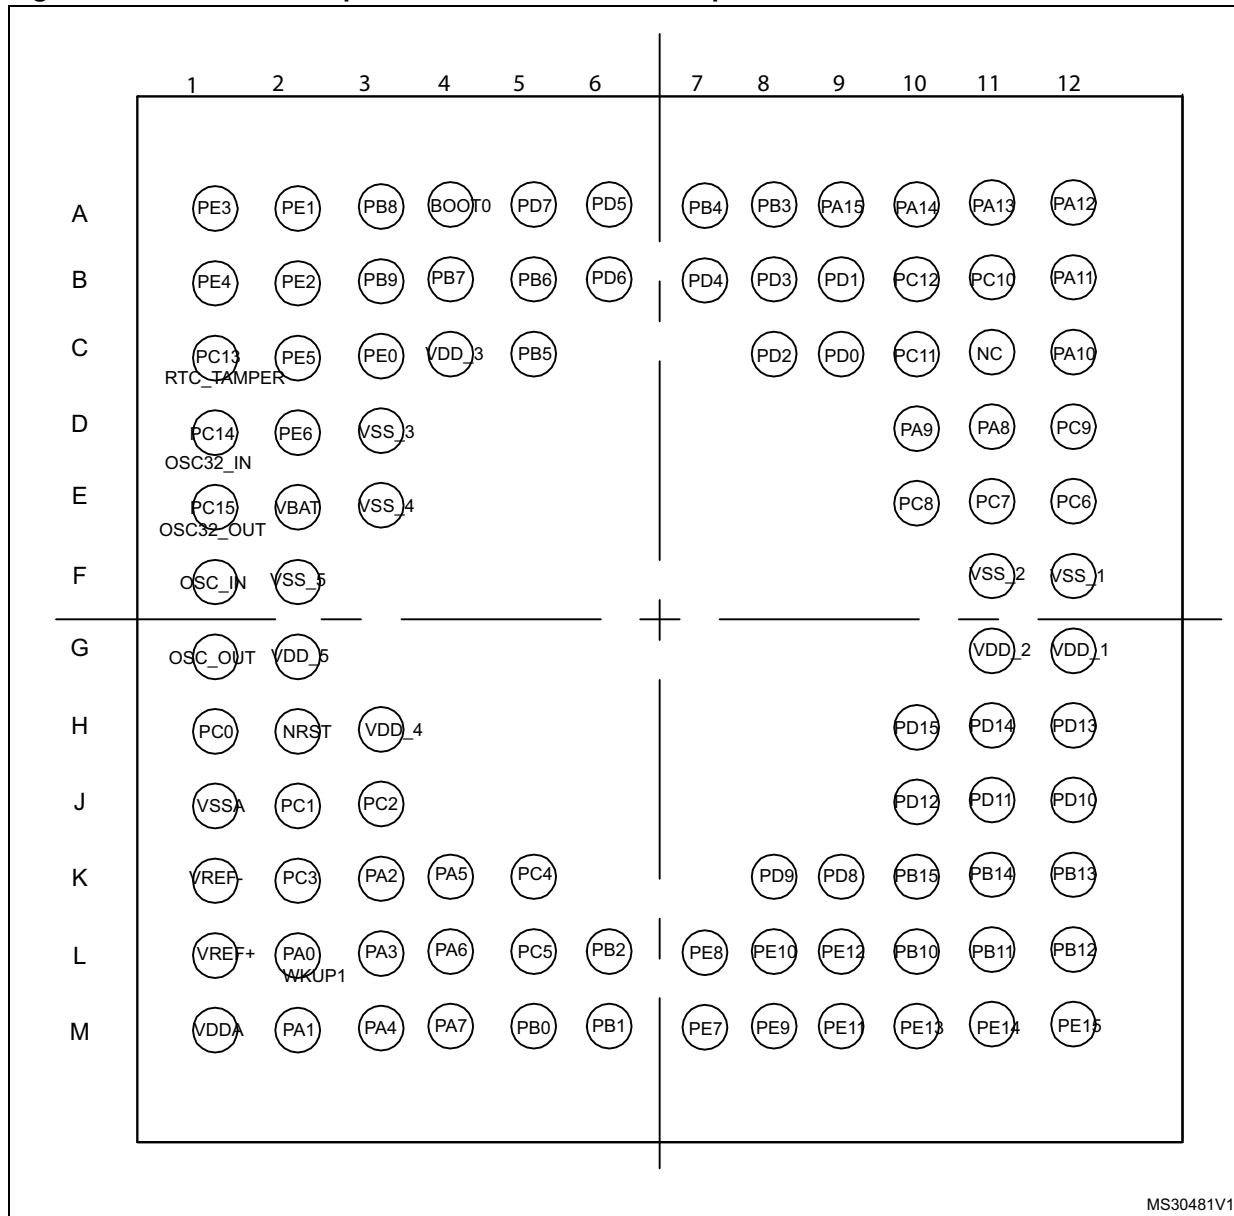 1 2 3 4 5 6 7 8 9 10 11 12
A PE3 PE1 PB8 BOOT0 PD7 PD5 PB4 PB3 PA15 PA14 PA13 PA12
B PE4 PE2 PB9 PB7 PB6 PD6 PD4 PD3 PD1 PC12 PC10 PA11
C PC13 PE5 PE0 VDD_3 PB5 PD2 PD0 PC11 NC PA10
RTC_TAMPER
D PC14 PE6 VSS_3 PA9 PA8 PC9
OSC32_IN
E PC15 VBAT VSS_4 PC8 PC7 PC6
OSC32_OUT
F OSC_IN VSS_5 VSS_2 VSS_1
G OSC_OUT VDD_5 VDD_2 VDD_1
H PC0 NRST VDD_4 PD15 PD14 PD13
J VSSA PC1 PC2 PD12 PD11 PD10
K VREF- PC3 PA2 PA5 PC4 PD9 PD8 PB15 PB14 PB13
L VREF+ PA0 PA3 PA6 PC5 PB2 PE8 PE10 PE12 PB10 PB11 PB12
WKUP1
M VDDA PA1 PA4 PA7 PB0 PB1 PE7 PE9 PE11 PE13 PE14 PE15
MS30481V1